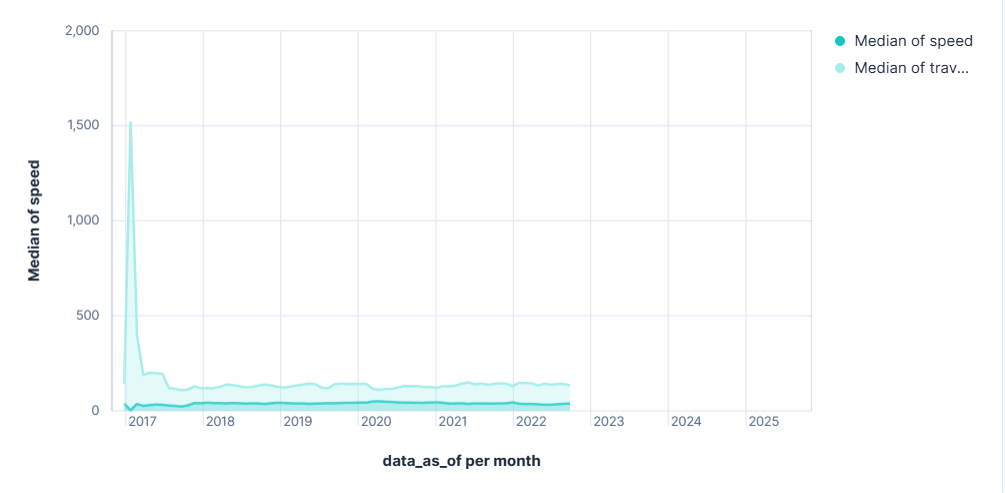 2,000
1,500
1,000
500
0
Median of speed
2017 2018 2019 2020 2021 2022 2023 2024 2025
data_as_of per month
Median of speed
Median of trav...